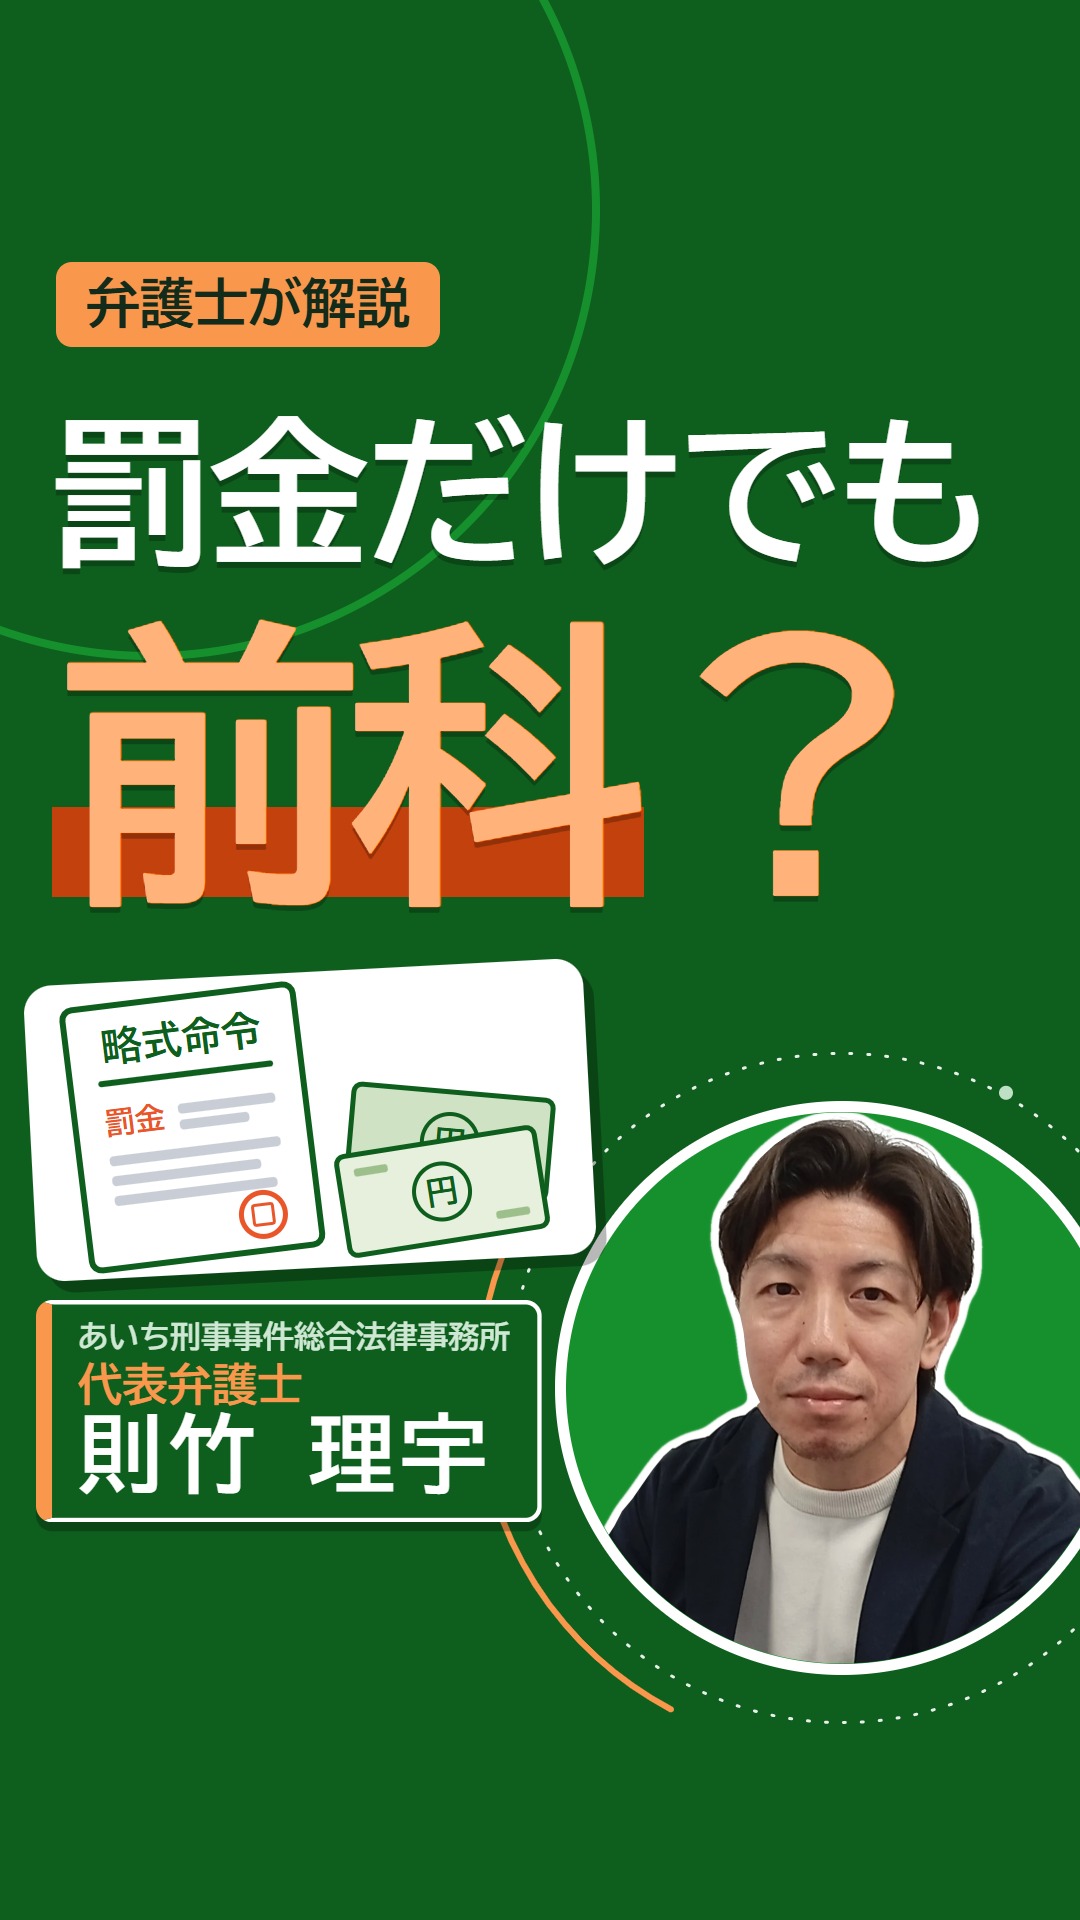 弁護士が解説
罰金だけでも
前科？
略式命令
罰金
円
円
あいち刑事事件総合法律事務所
代表弁護士
則竹 理宇